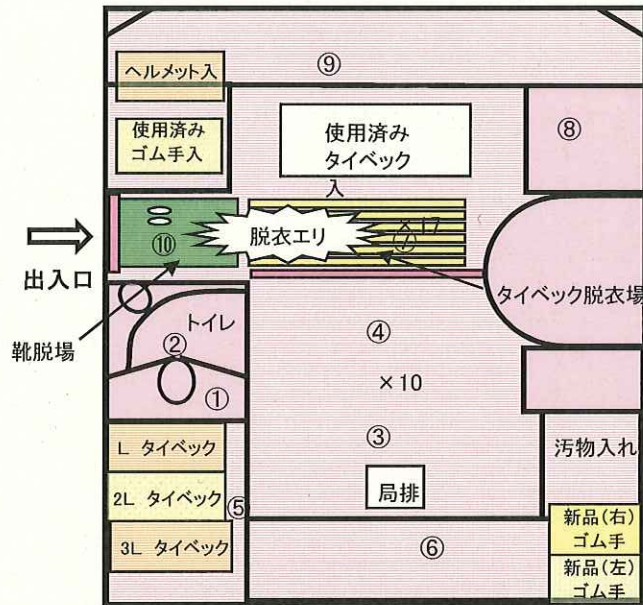 ⑨
ヘルメット入
使用済み
ゴム手入
使用済み
タイベック
入
⑧
⑩
脱衣エリ
×17
⑦
出入口
タイベック脱衣場
靴脱場
トイレ
②
①
④
×10
③
局排
L タイベック
2L タイベック
3L タイベック
⑤
⑥
汚物入れ
新品(右)
ゴム手
新品(左)
ゴム手